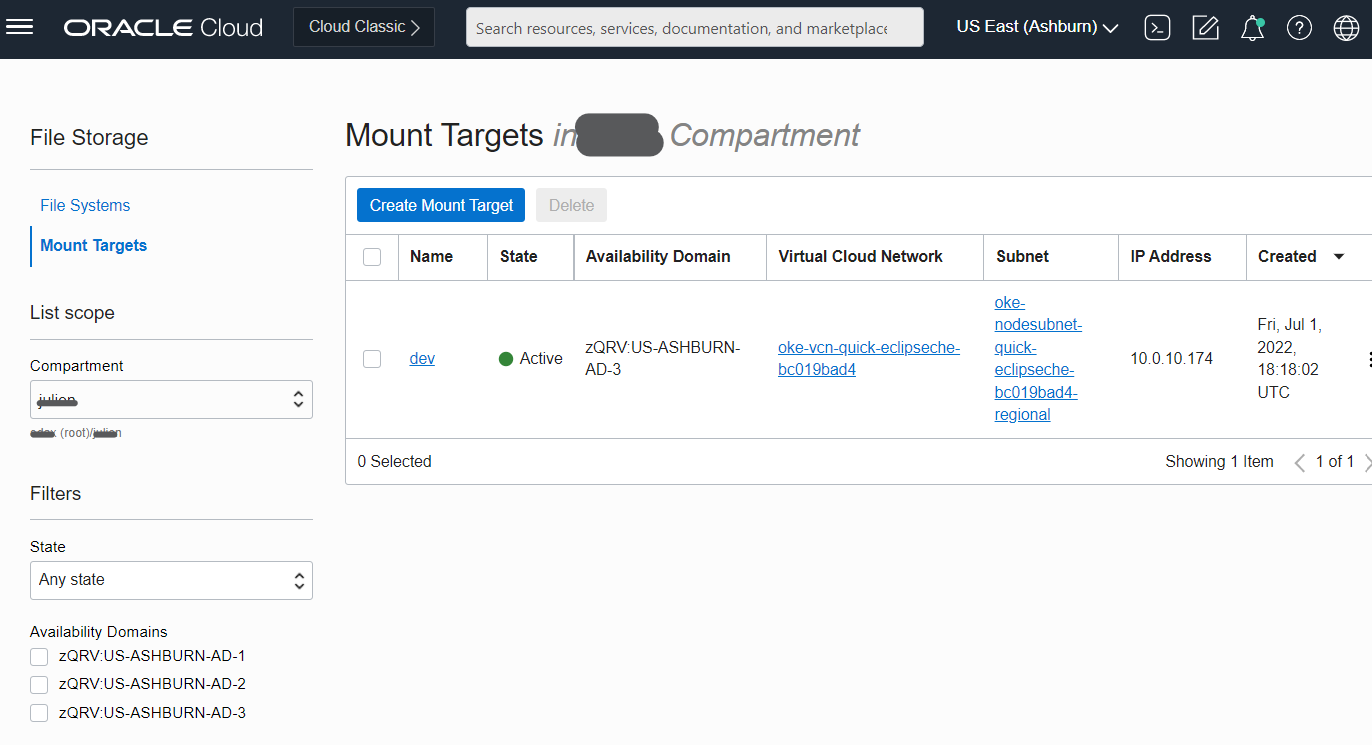 ORACLE Cloud
Cloud Classic
Search resources, services, documentation, and marketplace
US East (Ashburn)
File Storage
File Systems
Mount Targets
List scope
Compartment
(root)/
Filters
State
Any state
Availability Domains
zQRV:US-ASHBURN-AD-1
zQRV:US-ASHBURN-AD-2
zQRV:US-ASHBURN-AD-3
Mount Targets in Compartment
Create Mount Target
Delete
Name
State
Availability Domain
Virtual Cloud Network
Subnet
IP Address
Created
dev
Active
zQRV:US-ASHBURN-
AD-3
oke-vcn-quick-eclipseche-
bc019bad4
oke-
nodesubnet-
quick-
eclipseche-
bc019bad4-
regional
10.0.10.174
Fri, Jul 1,
2022,
18:18:02
UTC
0 Selected
Showing 1 Item
1 of 1